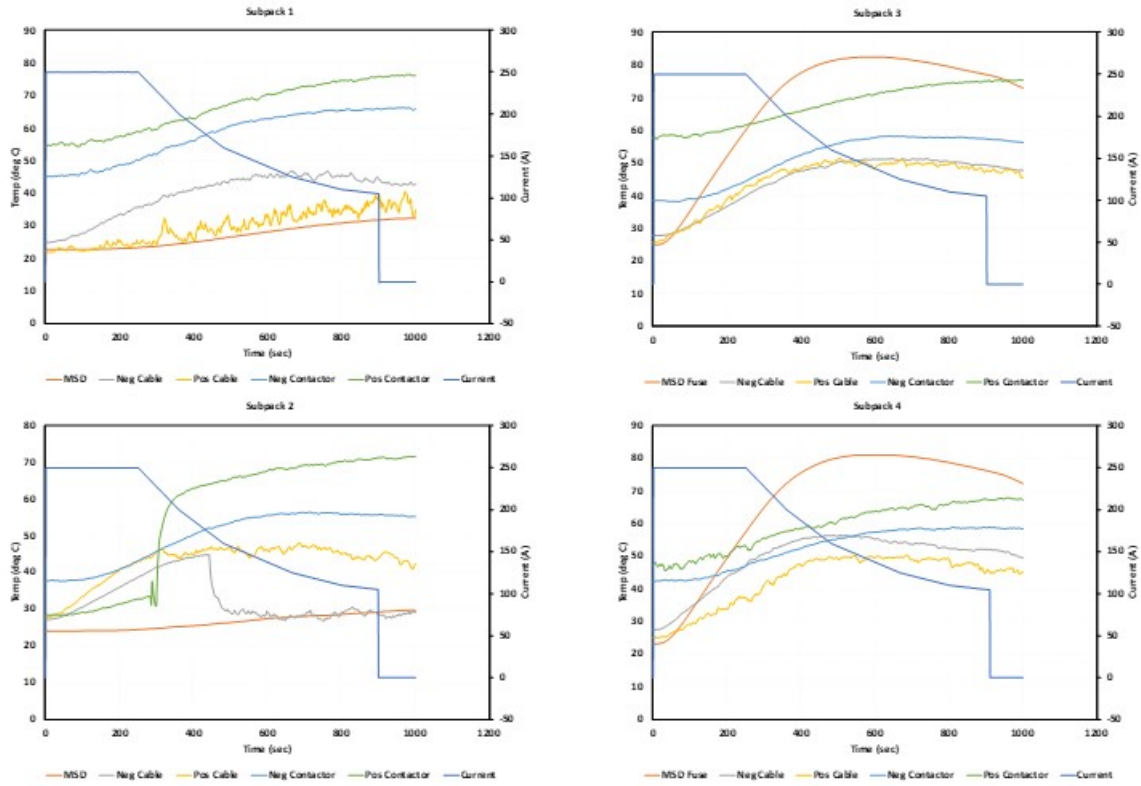 Subpack 1
90
80
70
60
50
40
30
20
10
0
Temp (deg C)
300
250
200
150
100
50
0
-50
Current (A)
0 200 400 600 800 1000 1200
Time (sec)
MSD Neg Cable Pos Cable Neg Contactor Pos Contactor Current
Subpack 3
90
80
70
60
50
40
30
20
10
0
Temp (deg C)
300
250
200
150
100
50
0
-50
Current (A)
0 200 400 600 800 1000 1200
Time (sec)
MSD Fuse Neg Cable Pos Cable Neg Contactor Pos Contactor Current
Subpack 2
80
70
60
50
40
30
20
10
0
Temp (deg C)
300
250
200
150
100
50
0
-50
Current (A)
0 200 400 600 800 1000 1200
Time (sec)
MSD Neg Cable Pos Cable Neg Contactor Pos Contactor Current
Subpack 4
90
80
70
60
50
40
30
20
10
0
Temp (deg C)
300
250
200
150
100
50
0
-50
Current (A)
0 200 400 600 800 1000 1200
Time (sec)
MSD Fuse Neg Cable Pos Cable Neg Contactor Pos Contactor Current